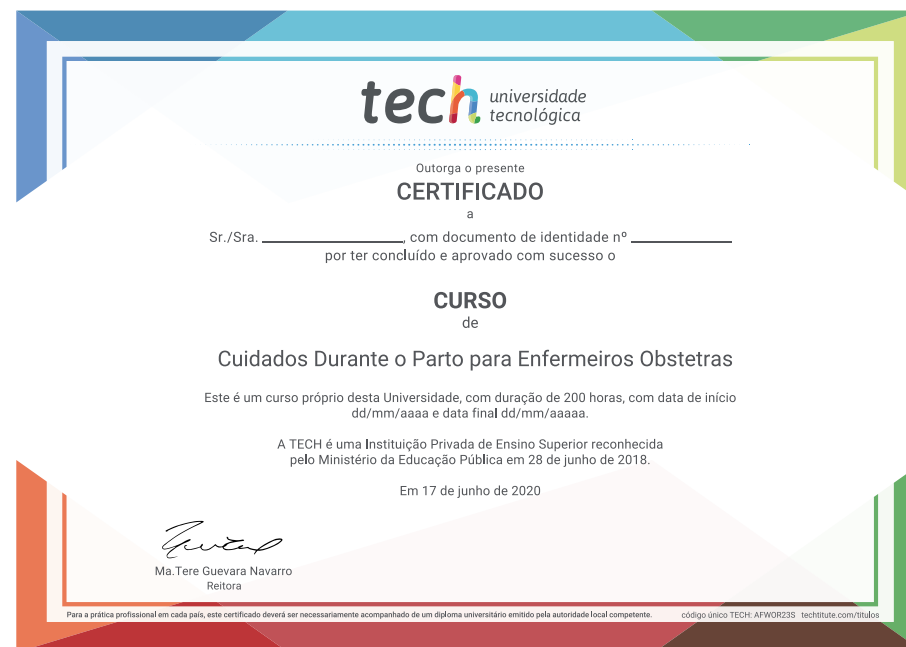 tech universidade
tecnológica
Outorga o presente
CERTIFICADO
a
Sr./Sra. ____________, com documento de identidade nº ____________
por ter concluído e aprovado com sucesso o
CURSO
de
Cuidados Durante o Parto para Enfermeiros Obstetras
Este é um curso próprio desta Universidade, com duração de 200 horas, com data de início
dd/mm/aaaa e data final dd/mm/aaaaa.
A TECH é uma Instituição Privada de Ensino Superior reconhecida
pelo Ministério da Educação Pública em 28 de junho de 2018.
Em 17 de junho de 2020
Ma.Tere Guevara Navarro
Reitora
Para a prática profissional em cada país, este certificado deverá ser necessariamente acompanhado de um diploma universitário emitido pela autoridade local competente. código único TECH: AFWOR23S techtitute.com/titulos